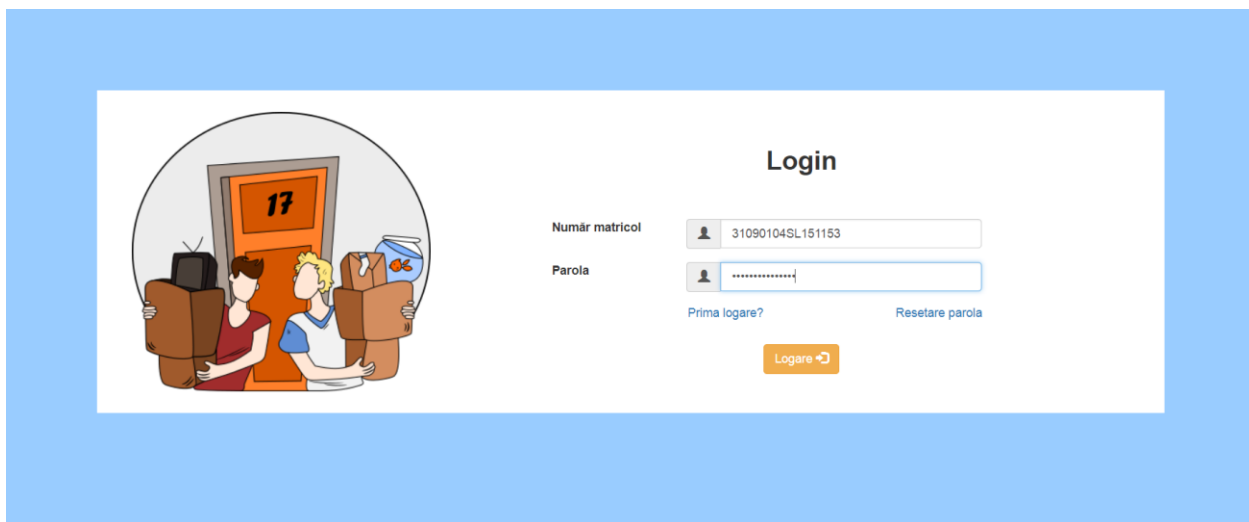 17
Login
Număr matricol
31090104SL151153
Parola
•••••••••••••••
Prima logare? Resetare parola
Logare